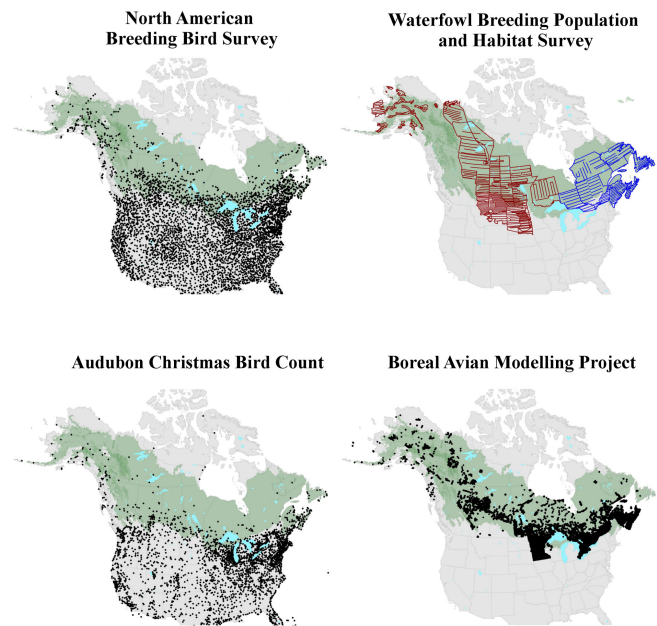 North American
Breeding Bird Survey
Waterfowl Breeding Population
and Habitat Survey
Audubon Christmas Bird Count
Boreal Avian Modelling Project